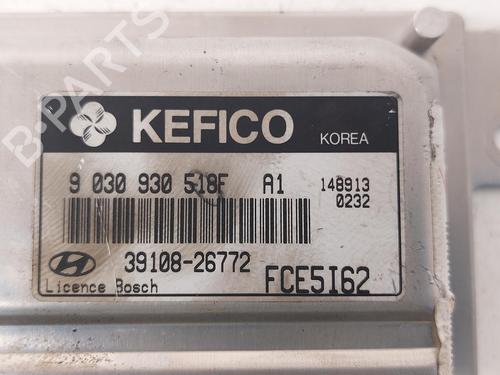 B-PARTS
KEFICO KOREA
9 030 930 518F A1 148913
0232
39108-26772 FCE5I62
Licence Bosch